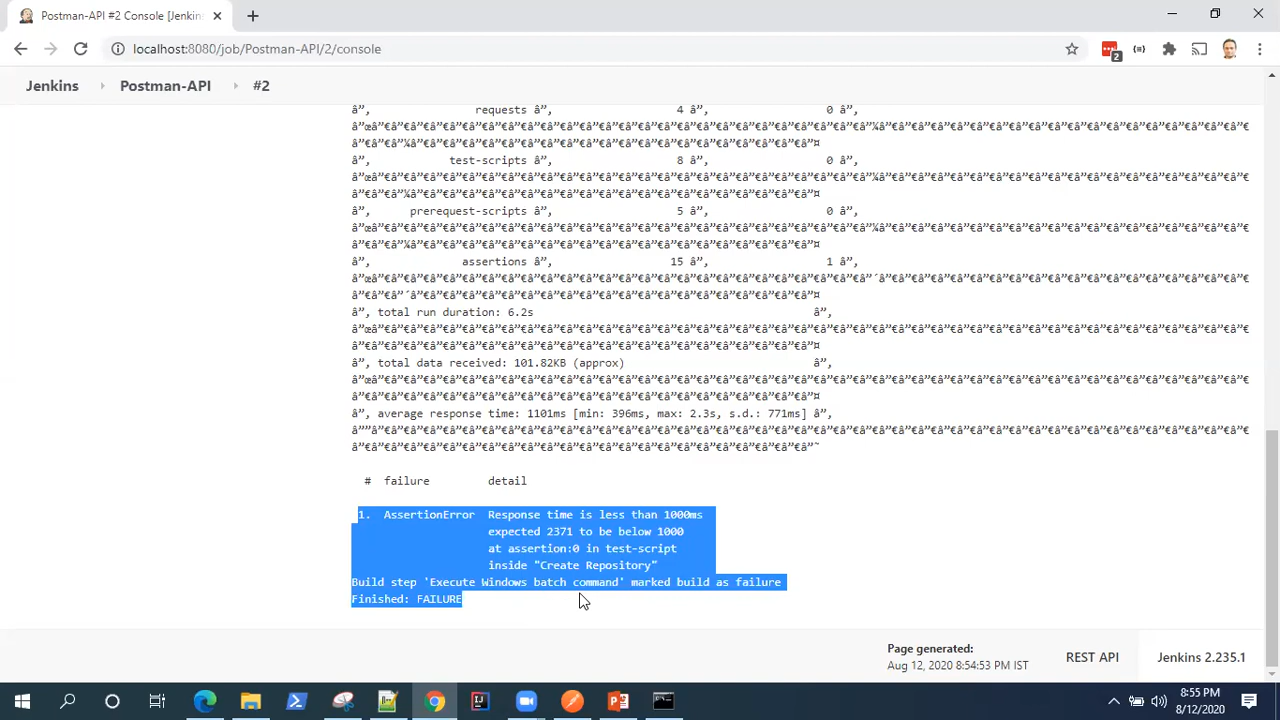 Postman-API #2 Console [Jenkins
localhost:8080/job/Postman-API/2/console
2
Jenkins Postman-API #2
requests 4 0
test-scripts 8 0
prerequest-scripts 5 0
assertions 15 1
total run duration: 6.2s
total data received: 101.82KB (approx)
average response time: 1101ms [min: 396ms, max: 2.3s, s.d.: 771ms]
# failure detail
1. AssertionError Response time is less than 1000ms
expected 2371 to be below 1000
at assertion:0 in test-script
inside "Create Repository"
Build step 'Execute Windows batch command' marked build as failure
Finished: FAILURE
Page generated:
Aug 12, 2020 8:54:53 PM IST
REST API
Jenkins 2.235.1
8:55 PM
8/12/2020